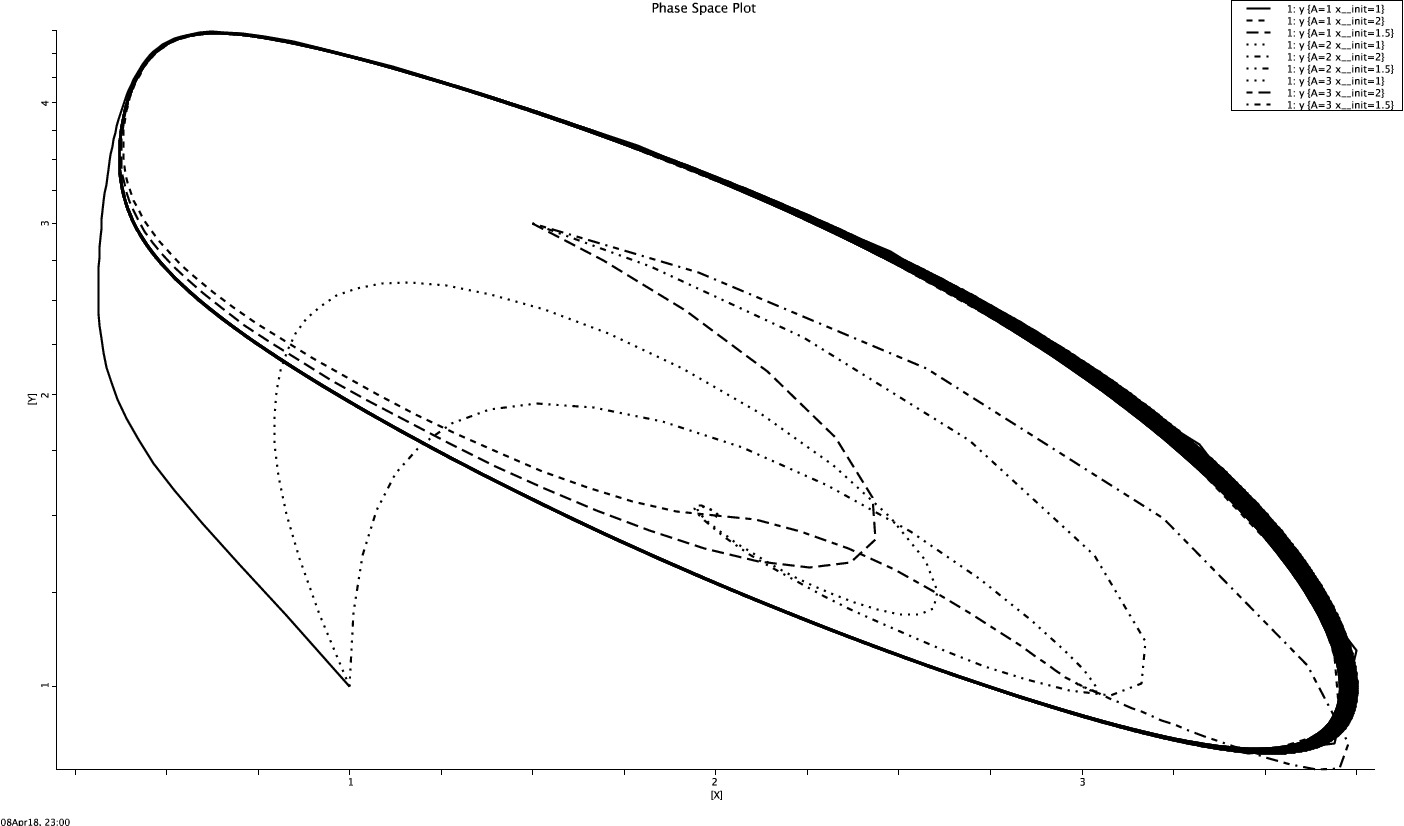 Phase Space Plot
1: y {A=1 x__init=1}
1: y {A=1 x__init=2}
1: y {A=1 x__init=1.5}
1: y {A=2 x__init=1}
1: y {A=2 x__init=2}
1: y {A=2 x__init=1.5}
1: y {A=3 x__init=1}
1: y {A=3 x__init=2}
1: y {A=3 x__init=1.5}
4
3
[Y]
2
1
1 2 3
[X]
08Apr18, 23:00